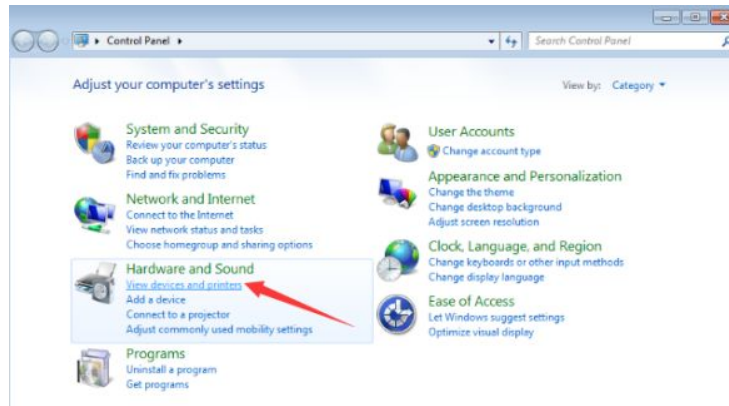 Control Panel
Search Control Panel
Adjust your computer's settings
View by: Category
System and Security
Review your computer's status
Back up your computer
Find and fix problems
Network and Internet
Connect to the Internet
View network status and tasks
Choose homegroup and sharing options
Hardware and Sound
View devices and printers
Add a device
Connect to a projector
Adjust commonly used mobility settings
Programs
Uninstall a program
Get programs
User Accounts
Change account type
Appearance and Personalization
Change the theme
Change desktop background
Adjust screen resolution
Clock, Language, and Region
Change keyboards or other input methods
Change display language
Ease of Access
Let Windows suggest settings
Optimize visual display